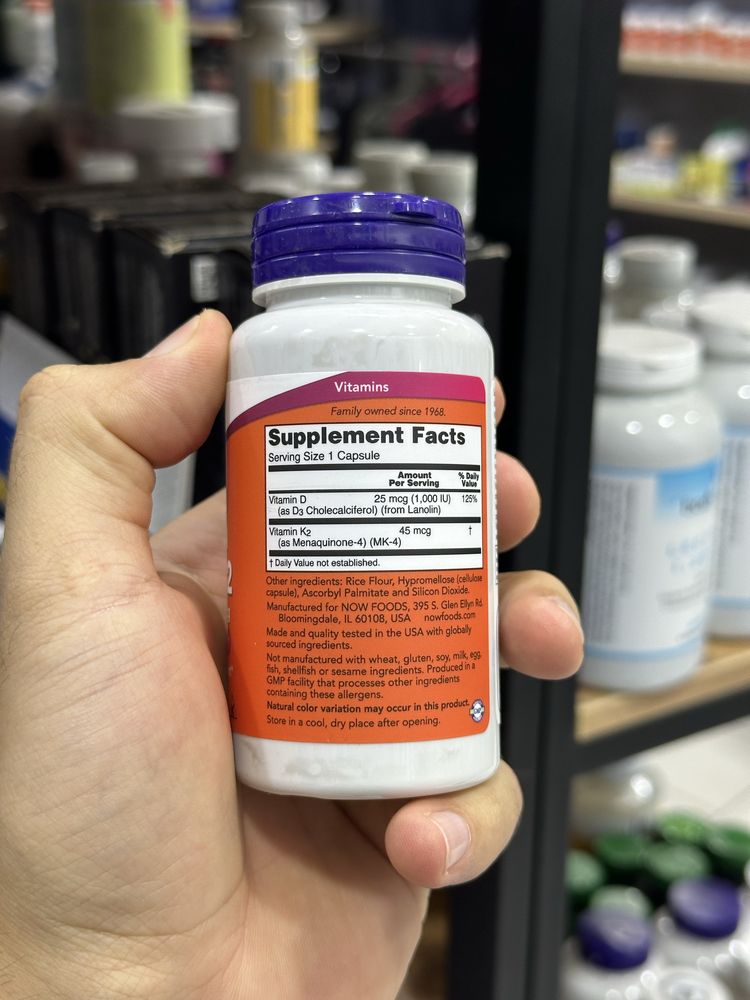 Vitamins
Family owned since 1968.
Supplement Facts
Serving Size 1 Capsule
Amount Per Serving % Daily Value
Vitamin D 25 mcg (1,000 IU) 125%
(as D3 Cholecalciferol) (from Lanolin)
Vitamin K2 45 mcg †
(as Menaquinone-4) (MK-4)
† Daily Value not established.
Other ingredients: Rice Flour, Hypromellose (cellulose
capsule), Ascorbyl Palmitate and Silicon Dioxide.
Manufactured for NOW FOODS, 395 S. Glen Ellyn Rd.
Bloomingdale, IL 60108, USA nowfoods.com
Made and quality tested in the USA with globally
sourced ingredients.
Not manufactured with wheat, gluten, soy, milk, egg,
fish, shellfish or sesame ingredients. Produced in a
GMP facility that processes other ingredients
containing these allergens.
Natural color variation may occur in this product.
Store in a cool, dry place after opening.